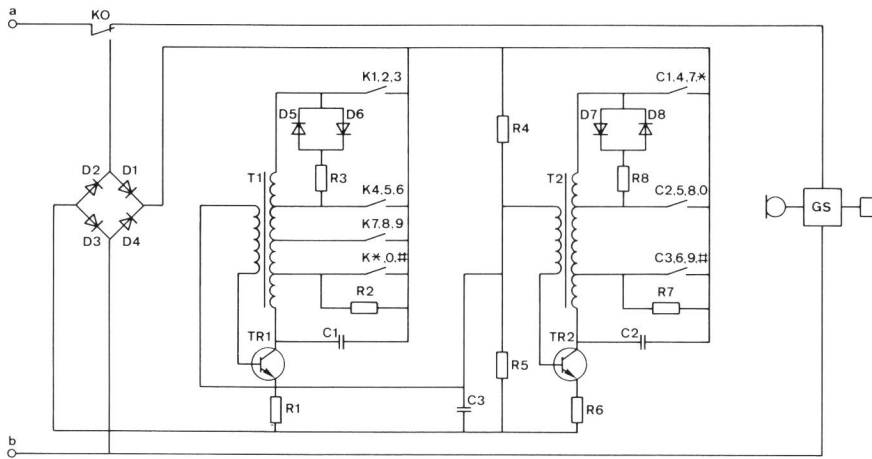 a
KO
K1,2,3
C1,4,7,*
D5
D6
D7
D8
R4
D2
D1
T1
R3
T2
R8
K4,5,6
C2,5,8,0
GS
K7,8,9
D3
D4
K*,0,#
C3,6,9,#
R2
R7
TR1
C1
TR2
C2
R5
C3
R1
R6
b